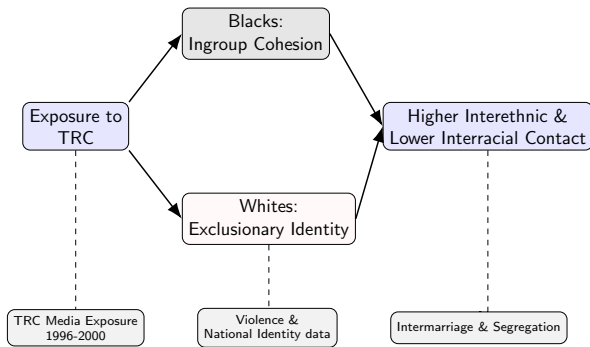 Blacks:
Ingroup Cohesion
Exposure to
TRC
Higher Interethnic &
Lower Interracial Contact
Whites:
Exclusionary Identity
TRC Media Exposure
1996-2000
Violence &
National Identity data
Intermarriage & Segregation